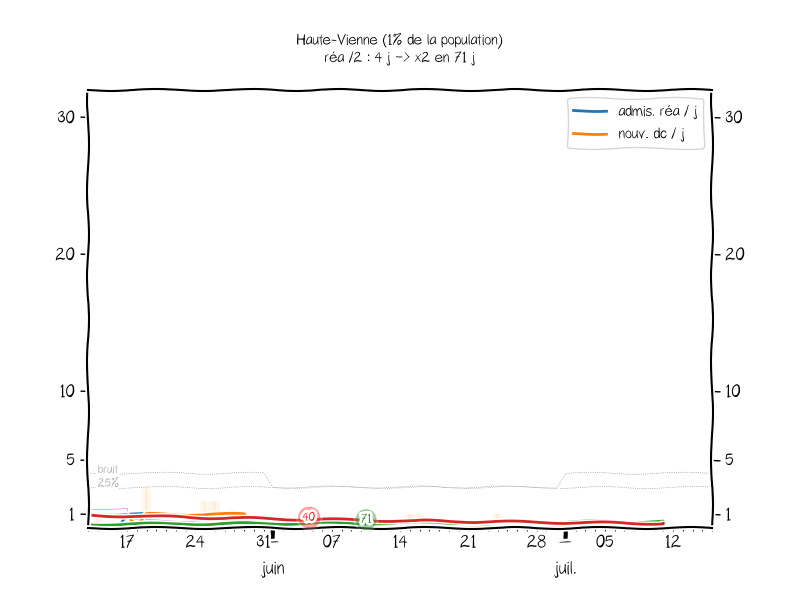 Haute-Vienne (1% de la population)
réa /2 : 4 j -> x2 en 71 j
admis. réa / j
nouv. dc / j
30
30
20
20
10
10
5
5
bruit
25%
1
1
40
71
17 24 31 07 14 21 28 05 12
juin juil.